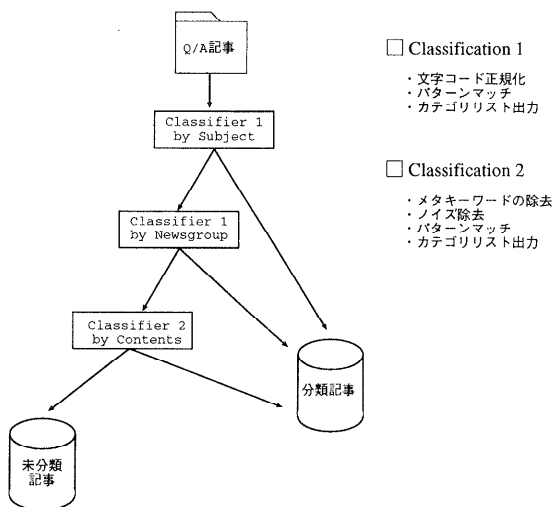 Q/A記事
Classifier 1
by Subject
Classifier 1
by Newsgroup
Classifier 2
by Contents
分類記事
未分類
記事
Classification 1
・文字コード正規化
・パターンマッチ
・カテゴリリスト出力
Classification 2
・メタキーワードの除去
・ノイズ除去
・パターンマッチ
・カテゴリリスト出力